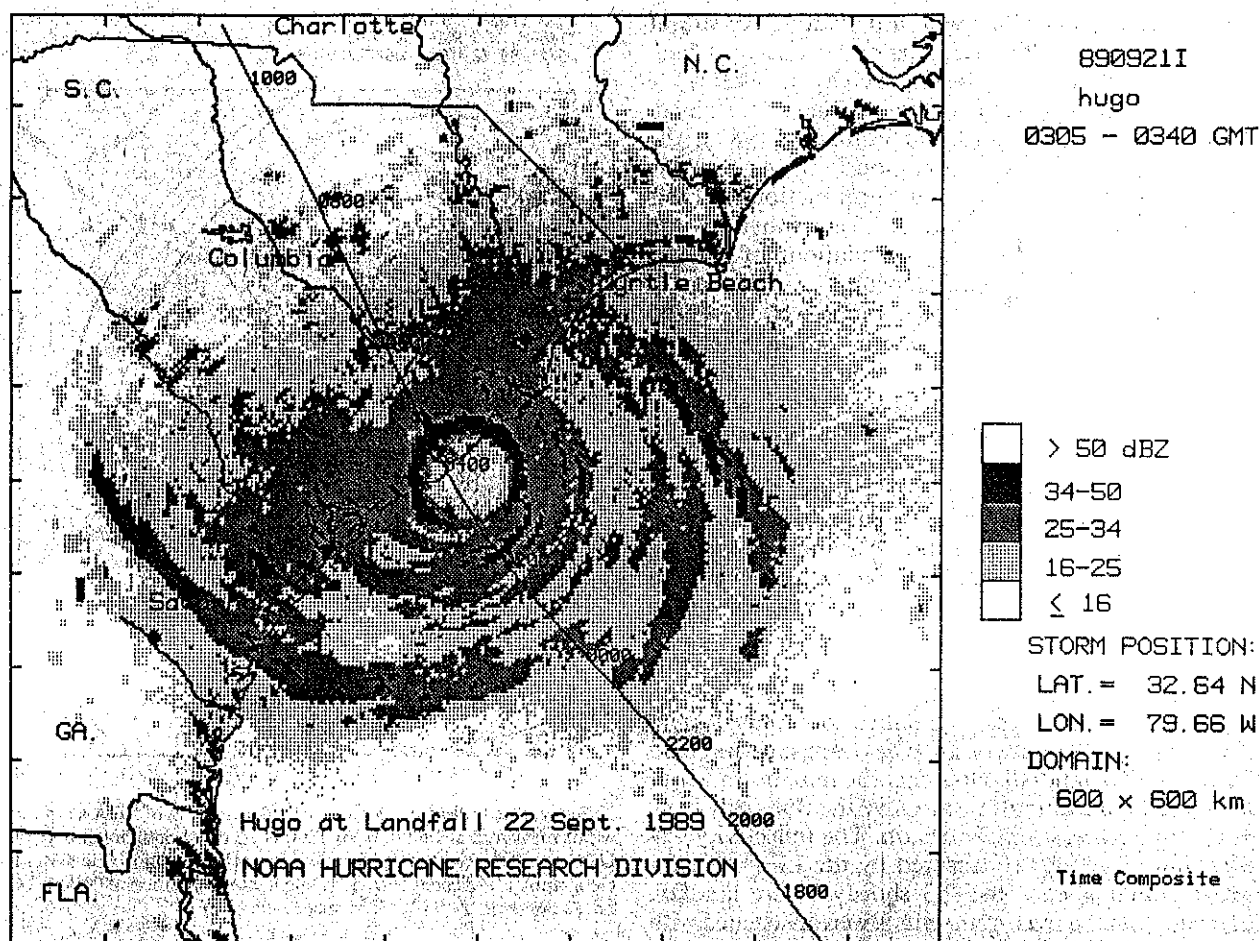 Charlotte
N.C.
S.C.
1000
0800
Columbia
yrtle Beach
0400
Sa
2200
GA.
Hugo at Landfall 22 Sept. 1989
2000
NOAA HURRICANE RESEARCH DIVISION
FLA.
1800
890921I
hugo
0305 - 0340 GMT
> 50 dBZ
34-50
25-34
16-25
≤ 16
STORM POSITION:
LAT.= 32.64 N
LON.= 79.66 W
DOMAIN:
600 x 600 km
Time Composite